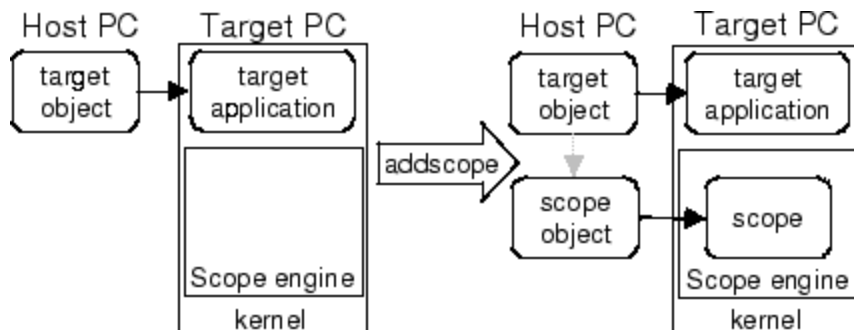 Host PC
Target PC
target
object
target
application
Scope engine
kernel
addscope
Host PC
Target PC
target
object
target
application
scope
object
scope
Scope engine
kernel